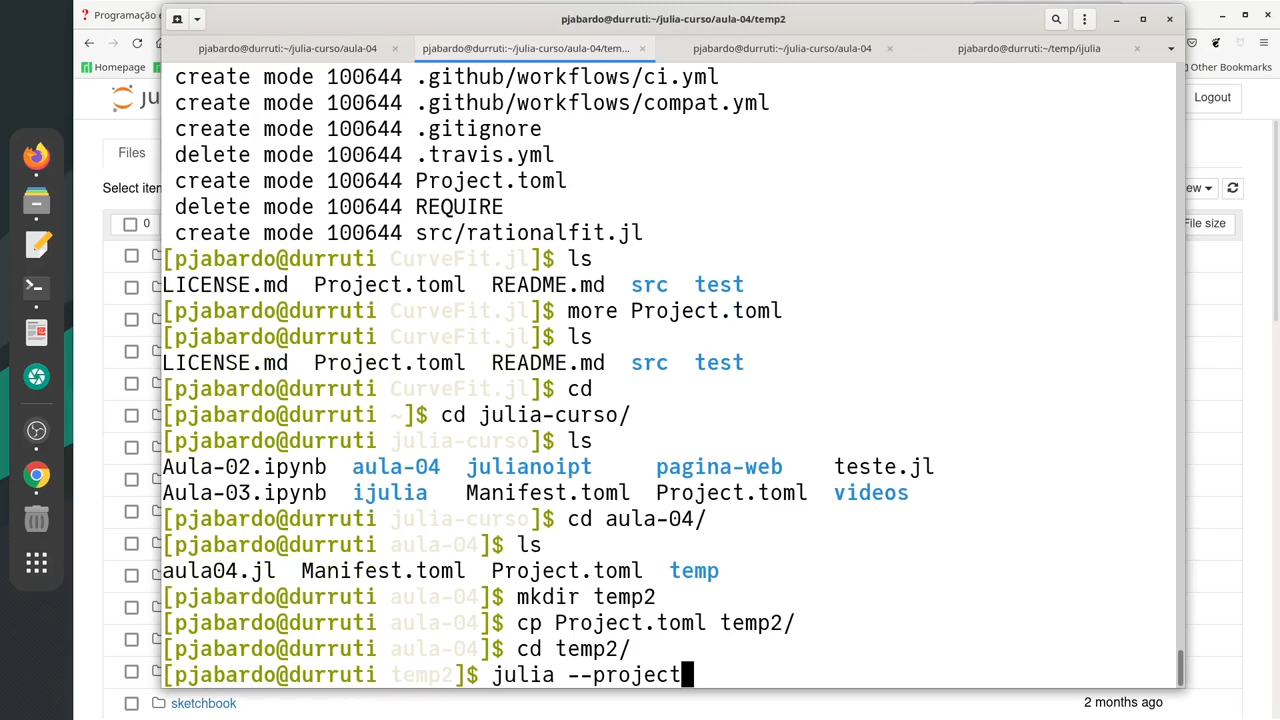 Programação e
pjabardo@durruti:~/julia-curso/aula-04/temp2
pjabardo@durruti:~/julia-curso/aula-04
pjabardo@durruti:~/julia-curso/aula-04/tem...
pjabardo@durruti:~/julia-curso/aula-04
pjabardo@durruti:~/temp/ijulia
Homepage
Other Bookmarks
Logout
Files
Select iten
ew
0
File size
create mode 100644 .github/workflows/ci.yml
create mode 100644 .github/workflows/compat.yml
create mode 100644 .gitignore
delete mode 100644 .travis.yml
create mode 100644 Project.toml
delete mode 100644 REQUIRE
create mode 100644 src/rationalfit.jl
[pjabardo@durruti CurveFit.jl]$ ls
LICENSE.md Project.toml README.md src test
[pjabardo@durruti CurveFit.jl]$ more Project.toml
[pjabardo@durruti CurveFit.jl]$ ls
LICENSE.md Project.toml README.md src test
[pjabardo@durruti CurveFit.jl]$ cd
[pjabardo@durruti ~]$ cd julia-curso/
[pjabardo@durruti julia-curso]$ ls
Aula-02.ipynb aula-04 julianoipt pagina-web teste.jl
Aula-03.ipynb ijulia Manifest.toml Project.toml videos
[pjabardo@durruti julia-curso]$ cd aula-04/
[pjabardo@durruti aula-04]$ ls
aula04.jl Manifest.toml Project.toml temp
[pjabardo@durruti aula-04]$ mkdir temp2
[pjabardo@durruti aula-04]$ cp Project.toml temp2/
[pjabardo@durruti aula-04]$ cd temp2/
[pjabardo@durruti temp2]$ julia --project
sketchbook
2 months ago